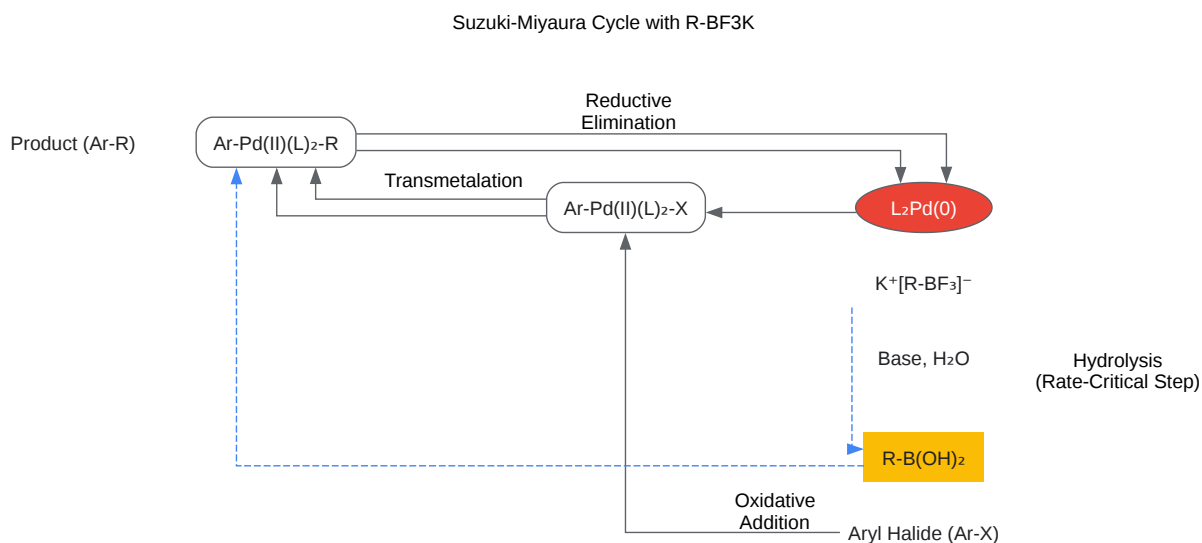 Suzuki-Miyaura Cycle with R-BF3K
Reductive
Elimination
Product (Ar-R)
Ar-Pd(II)(L)₂-R
Transmetalation
Ar-Pd(II)(L)₂-X
L₂Pd(0)
K⁺[R-BF₃]⁻
Base, H₂O
Hydrolysis
(Rate-Critical Step)
R-B(OH)₂
Oxidative
Addition
Aryl Halide (Ar-X)